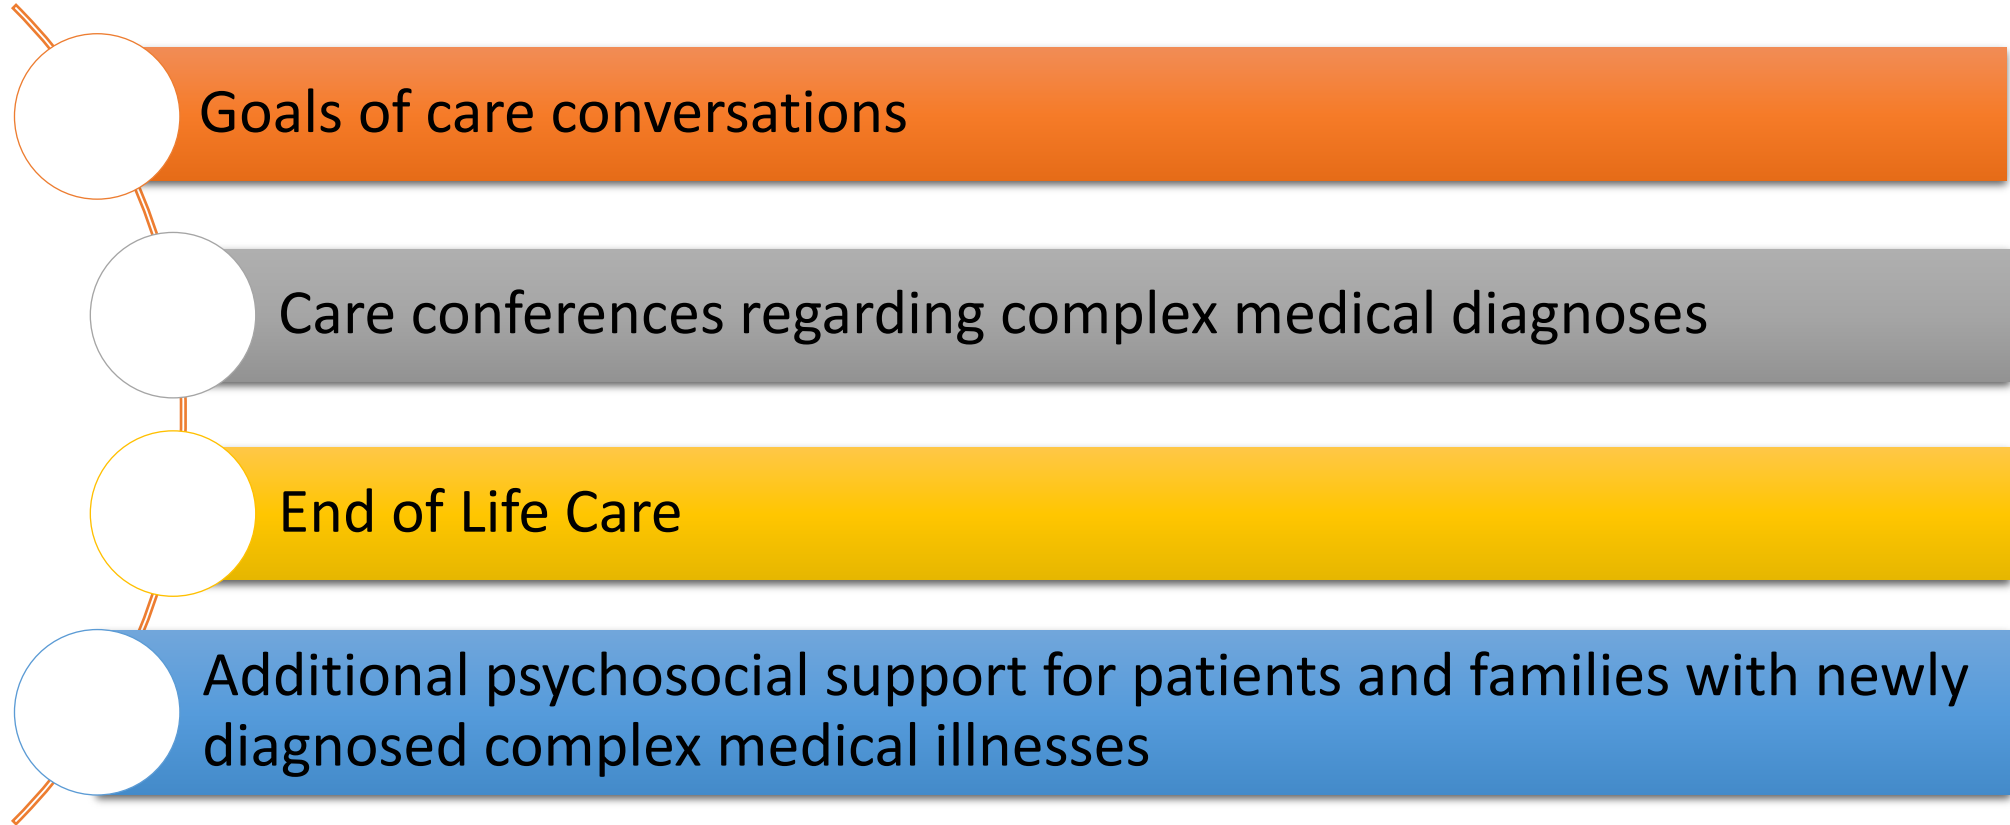 Goals of care conversations
Care conferences regarding complex medical diagnoses
End of Life Care
Additional psychosocial support for patients and families with newly
diagnosed complex medical illnesses